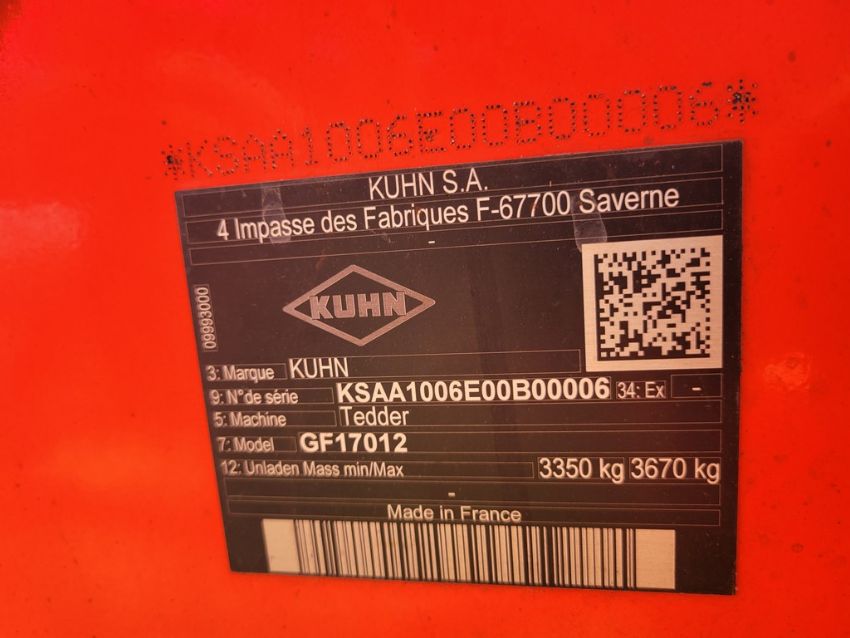 *KSAA1006E00B00006*
KUHN S.A.
4 Impasse des Fabriques F-67700 Saverne
-
KUHN
09993000
3: Marque KUHN
9: N°de série KSAA1006E00B00006 34: Ex -
5: Machine Tedder
7: Model GF17012
12: Unladen Mass min/Max 3350 kg 3670 kg
-
Made in France